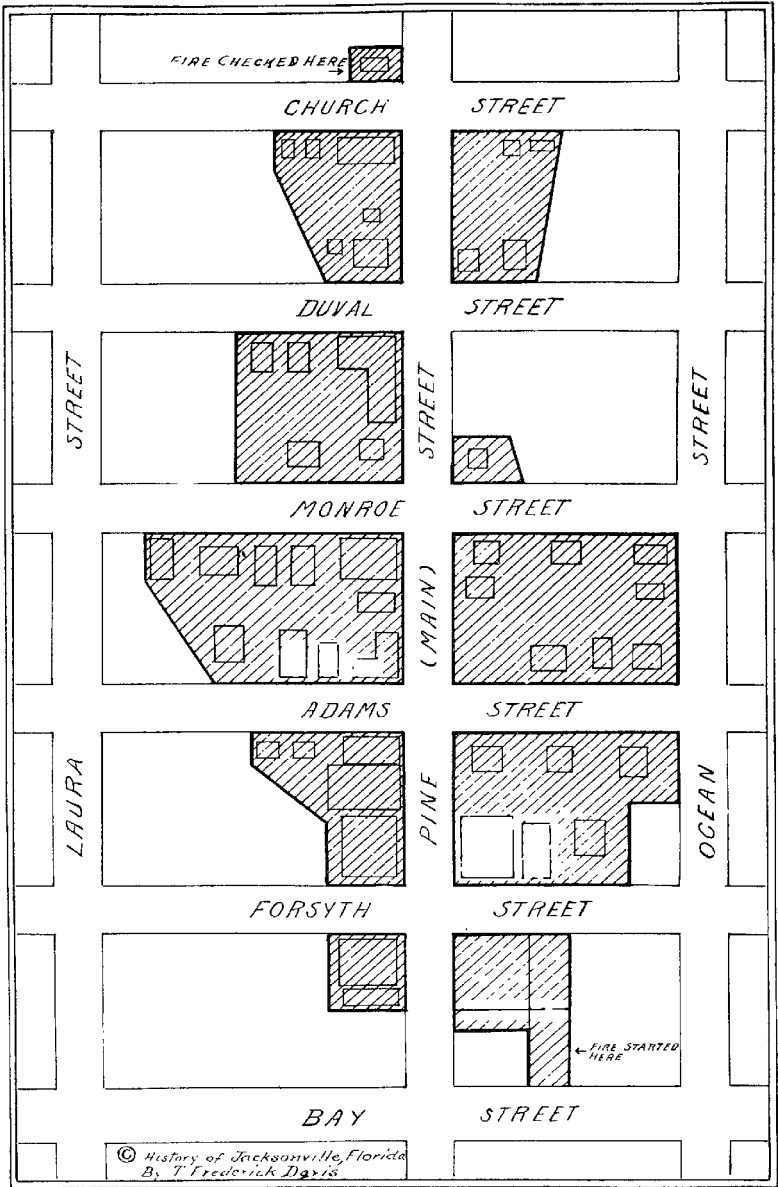 FIRE CHECKED HERE
CHURCH STREET
DUVAL STREET
STREET STREET STREET
MONROE STREET
(MAIN)
ADAMS STREET
LAURA PINE OCEAN
FORSYTH STREET
FIRE STARTED
HERE
BAY STREET
© History of Jacksonville, Florida
By T Frederick Davis